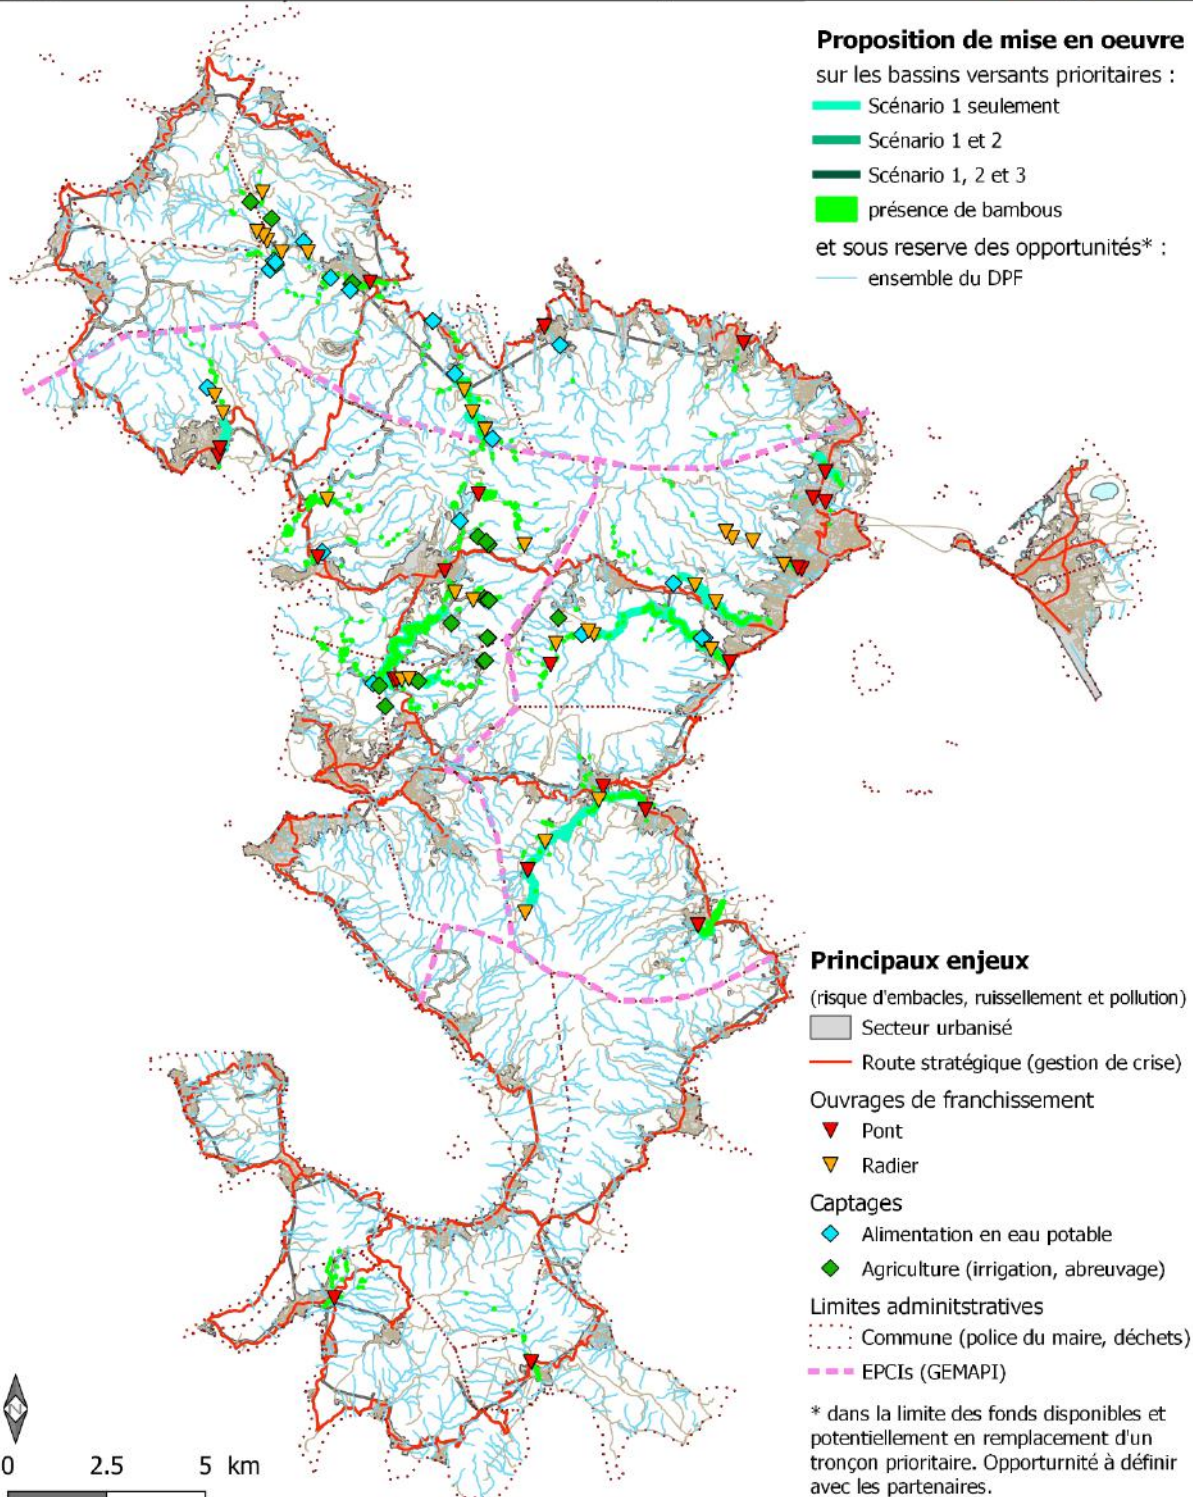 Proposition de mise en oeuvre
sur les bassins versants prioritaires :
Scénario 1 seulement
Scénario 1 et 2
Scénario 1, 2 et 3
présence de bambous
et sous reserve des opportunités* :
ensemble du DPF
Principaux enjeux
(risque d'embacles, ruissellement et pollution)
Secteur urbanisé
Route stratégique (gestion de crise)
Ouvrages de franchissement
Pont
Radier
Captages
Alimentation en eau potable
Agriculture (irrigation, abreuvage)
Limites adminitstratives
Commune (police du maire, déchets)
EPCIs (GEMAPI)
* dans la limite des fonds disponibles et
potentiellement en remplacement d'un
tronçon prioritaire. Opporturnité à définir
avec les partenaires.
N
0 2.5 5 km